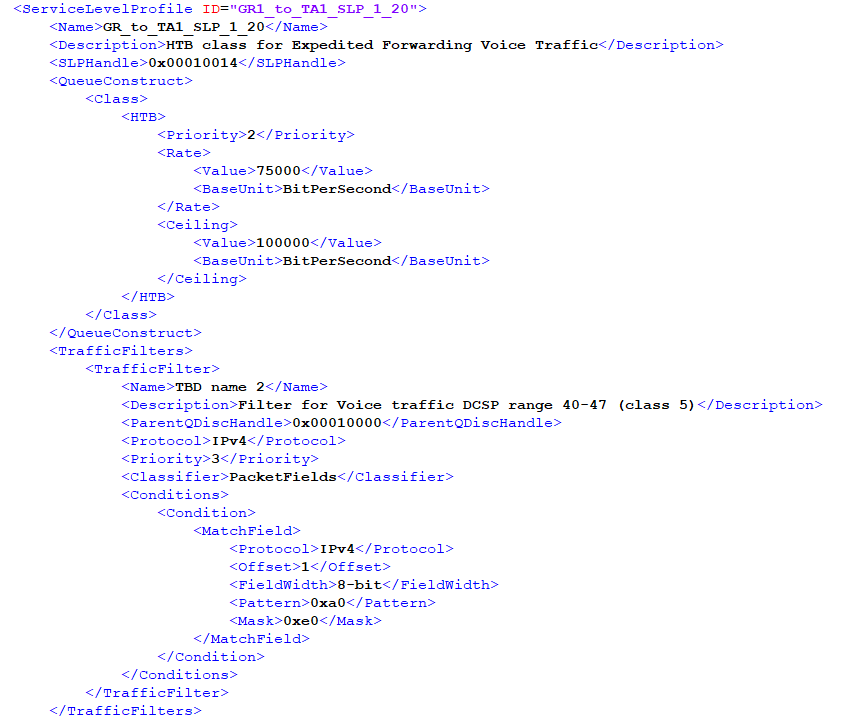 <ServiceLevelProfile ID="GR1_to_TA1_SLP_1_20">
<Name>GR_to_TA1_SLP_1_20</Name>
<Description>HTB class for Expedited Forwarding Voice Traffic</Description>
<SLPHandle>0x00010014</SLPHandle>
<QueueConstruct>
<Class>
<HTB>
<Priority>2</Priority>
<Rate>
<Value>75000</Value>
<BaseUnit>BitPerSecond</BaseUnit>
</Rate>
<Ceiling>
<Value>100000</Value>
<BaseUnit>BitPerSecond</BaseUnit>
</Ceiling>
</HTB>
</Class>
</QueueConstruct>
<TrafficFilters>
<TrafficFilter>
<Name>TBD name 2</Name>
<Description>Filter for Voice traffic DCSP range 40-47 (class 5)</Description>
<ParentQDiscHandle>0x00010000</ParentQDiscHandle>
<Protocol>IPv4</Protocol>
<Priority>3</Priority>
<Classifier>PacketFields</Classifier>
<Conditions>
<Condition>
<MatchField>
<Protocol>IPv4</Protocol>
<Offset>1</Offset>
<FieldWidth>8-bit</FieldWidth>
<Pattern>0xa0</Pattern>
<Mask>0xe0</Mask>
</MatchField>
</Condition>
</Conditions>
</TrafficFilter>
</TrafficFilters>